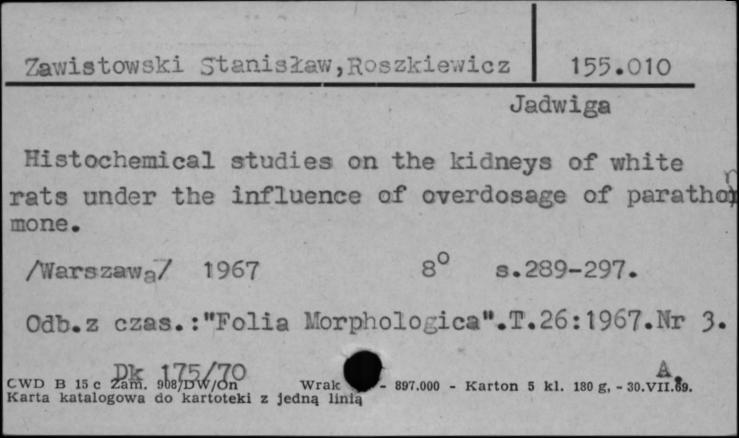 Zawistowski Stanisław,Roszkiewicz 155.010
Jadwiga
Histochemical studies on the kidneys of white
rats under the influence of overdosage of parathor
mone.
/Warszawa/ 1967 8° s.289-297.
Odb.z czas.:"Folia Morphologica".T.26:1967.Nr 3.
Dk 175/70 A.
CWD B 15 c Zam. 908/DW/On Wrak - 897.000 - Karton 5 kl. 180 g, - 30.VII.69.
Karta katalogowa do kartoteki z jedną linią